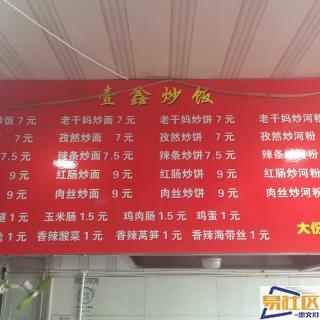 壹鑫炒饭
炒饭 7 元 老干妈炒面 7 元 老干妈炒饼 7 元 老干妈炒河粉
7 元 孜然炒面 7 元 孜然炒饼 7 元 孜然炒河粉
7.5 元 辣条炒面 7.5 元 辣条炒饼 7.5 元 辣条炒河粉
9 元 红肠炒面 9 元 红肠炒饼 9 元 红肠炒河粉
9 元 肉丝炒面 9 元 肉丝炒饼 9 元 肉丝炒河粉
1 元 玉米肠 1.5 元 鸡肉肠 1.5 元 鸡蛋 1 元
1 元 香辣酸菜 1 元 香辣莴笋 1 元 香辣海带丝 1 元
大份
易社区